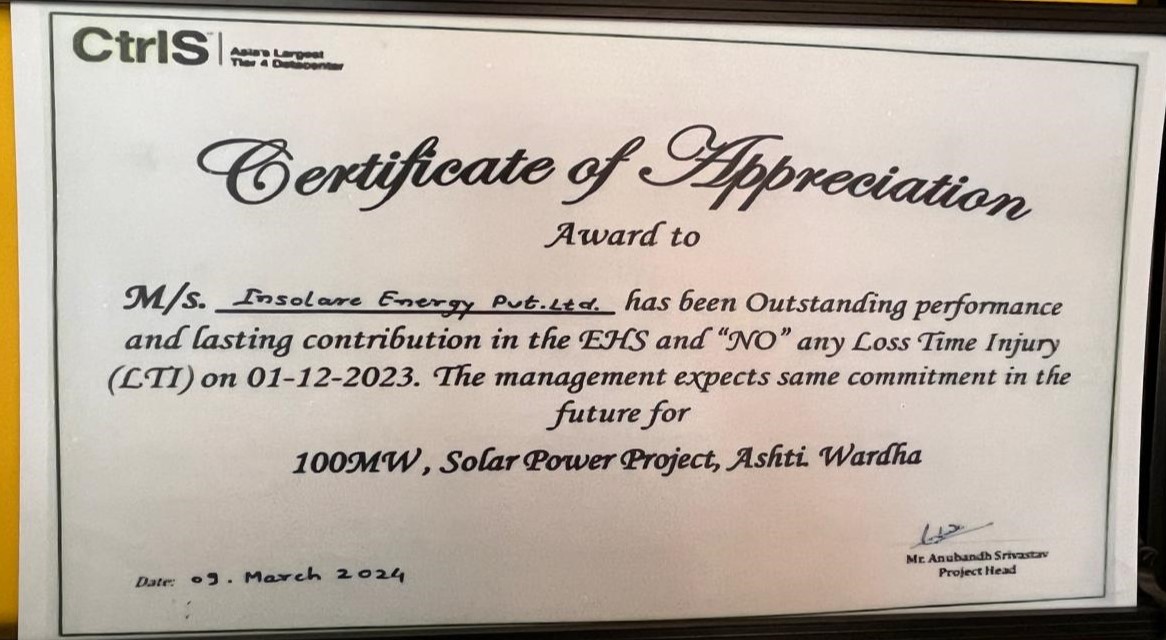 CtrlS
Asia's Largest
Tier 4 Datacenter
Certificate of Appreciation
Award to
M/s. Insolare Energy Pvt.Ltd. has been Outstanding performance
and lasting contribution in the EHS and “NO” any Loss Time Injury
(LTI) on 01-12-2023. The management expects same commitment in the
future for
100MW, Solar Power Project, Ashti. Wardha
Mr. Anubandh Srivastav
Project Head
Date: 09. March 2024